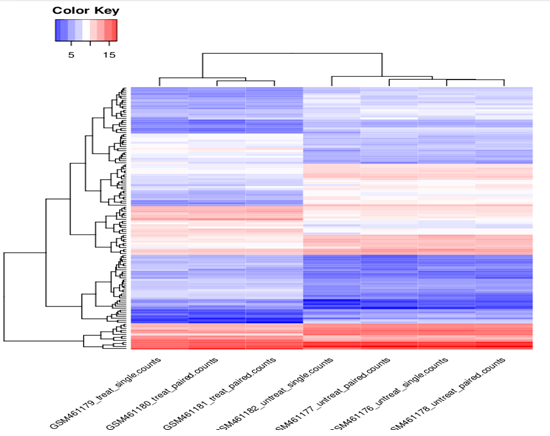 Color Key
5 15
GSM461179_treat_single.counts
GSM461180_treat_paired.counts
GSM461181_treat_paired.counts
GSM461182_untreat_single.counts
GSM461177_untreat_paired.counts
GSM461176_untreat_single.counts
GSM461178_untreat_paired.counts